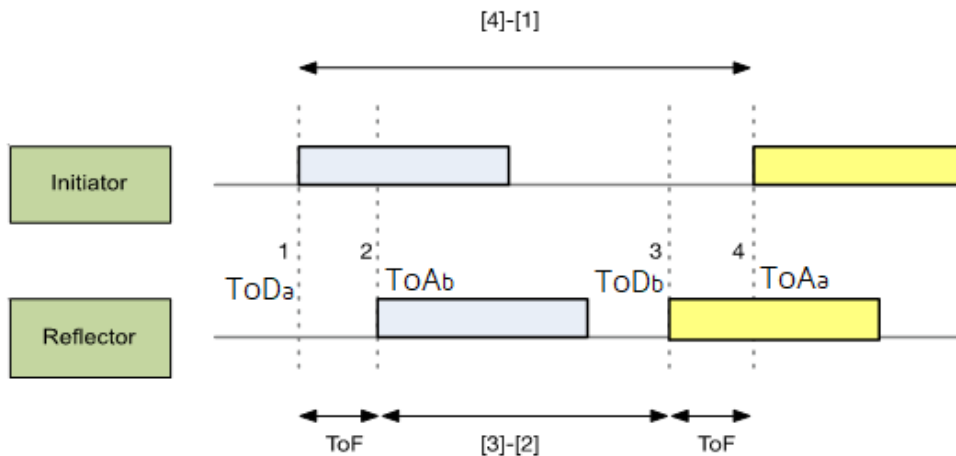 [4]-[1]
Initiator
1 2 3 4
ToDa ToAb ToDb ToAa
Reflector
ToF [3]-[2] ToF